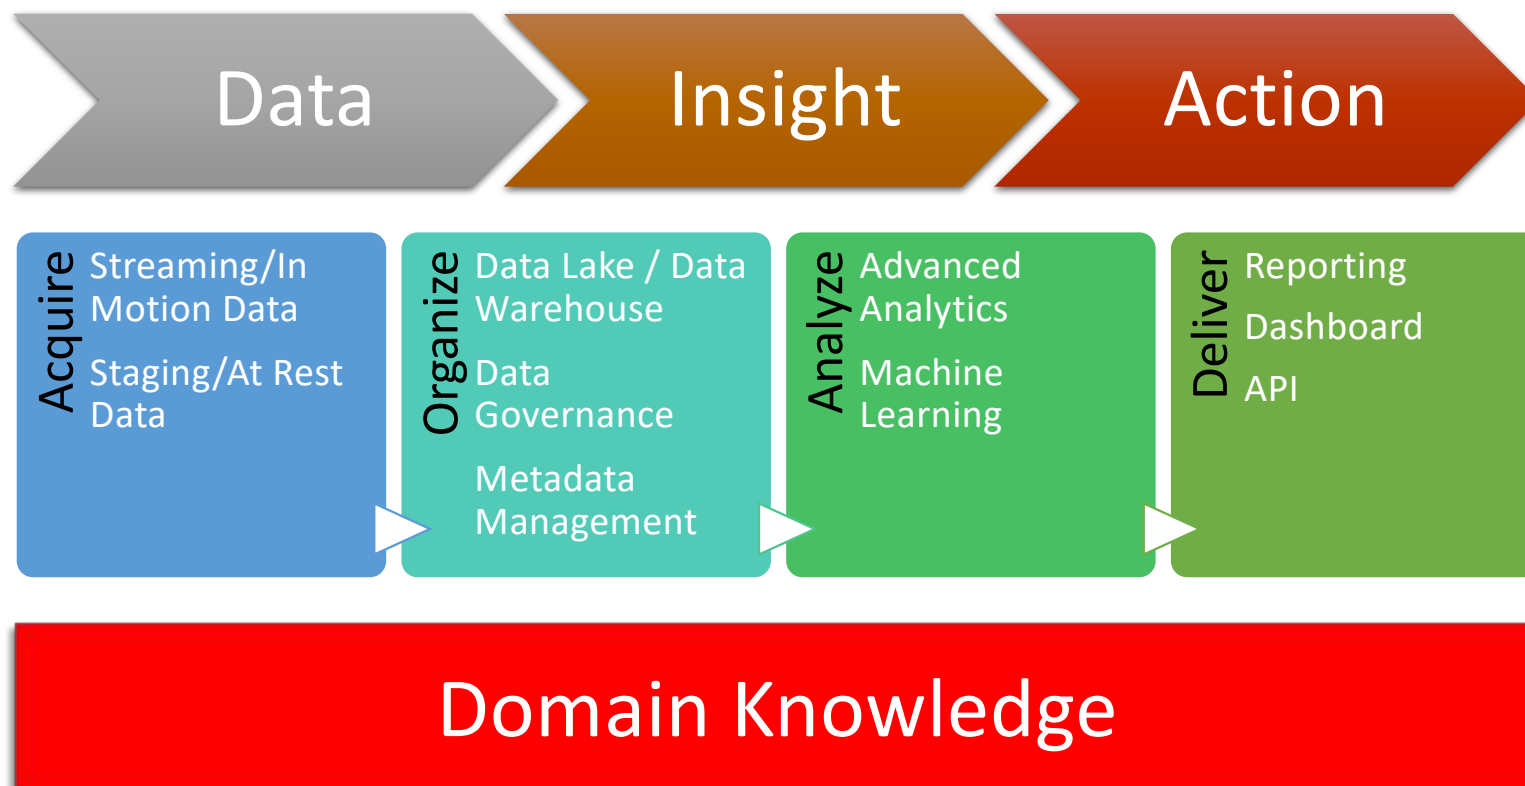 Data
Insight
Action
Acquire
Streaming/In
Motion Data
Staging/At Rest
Data
Organize
Data Lake / Data
Warehouse
Data
Governance
Metadata
Management
Analyze
Advanced
Analytics
Machine
Learning
Deliver
Reporting
Dashboard
API
Domain Knowledge